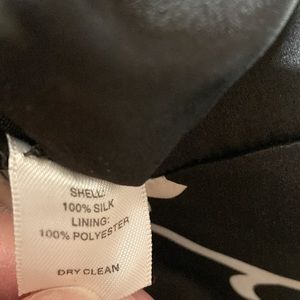 SHELL:
100% SILK
LINING:
100% POLYESTER
DRY CLEAN